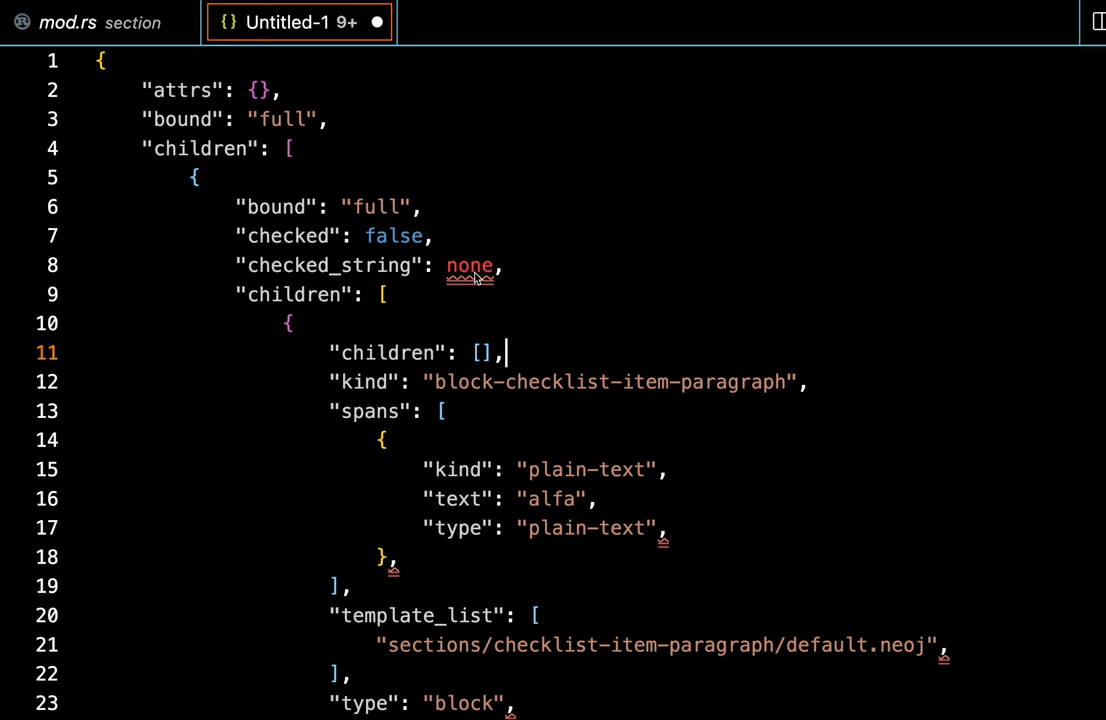 mod.rs section
{} Untitled-1 9+
1 {
2     "attrs": {},
3     "bound": "full",
4     "children": [
5         {
6             "bound": "full",
7             "checked": false,
8             "checked_string": none,
9             "children": [
10                 {
11                     "children": [],
12                     "kind": "block-checklist-item-paragraph",
13                     "spans": [
14                         {
15                             "kind": "plain-text",
16                             "text": "alfa",
17                             "type": "plain-text",
18                         },
19                     ],
20                     "template_list": [
21                         "sections/checklist-item-paragraph/default.neoj",
22                     ],
23                     "type": "block",